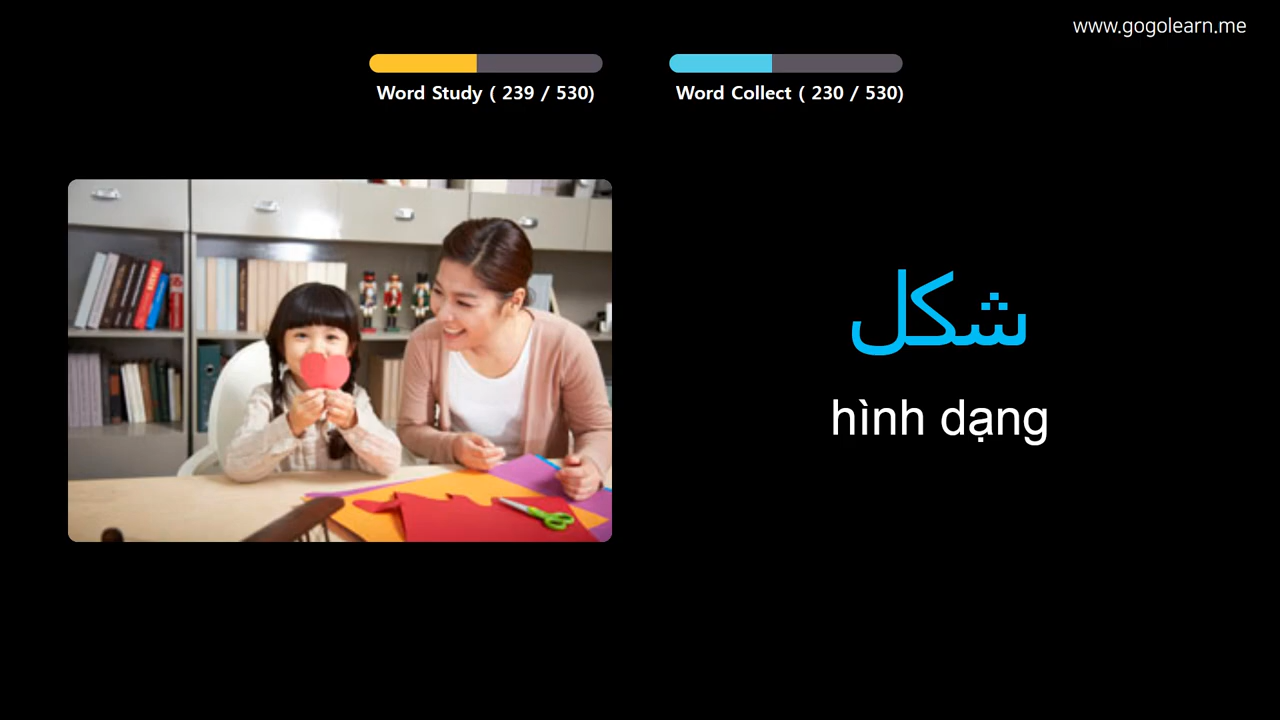 www.gogolearn.me
Word Study ( 239 / 530)
Word Collect ( 230 / 530)
شكل
hình dạng